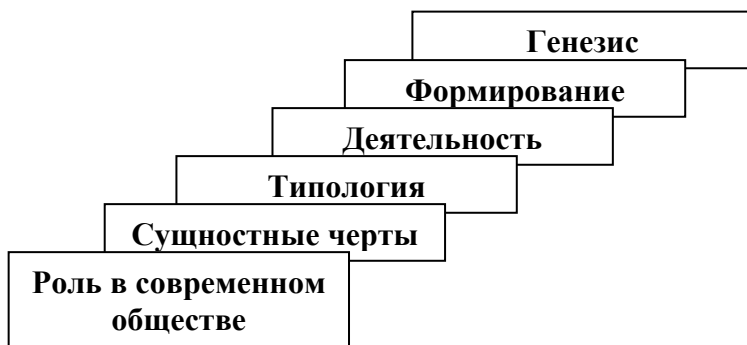 Генезис
Формирование
Деятельность
Типология
Сущностные черты
Роль в современном
обществе